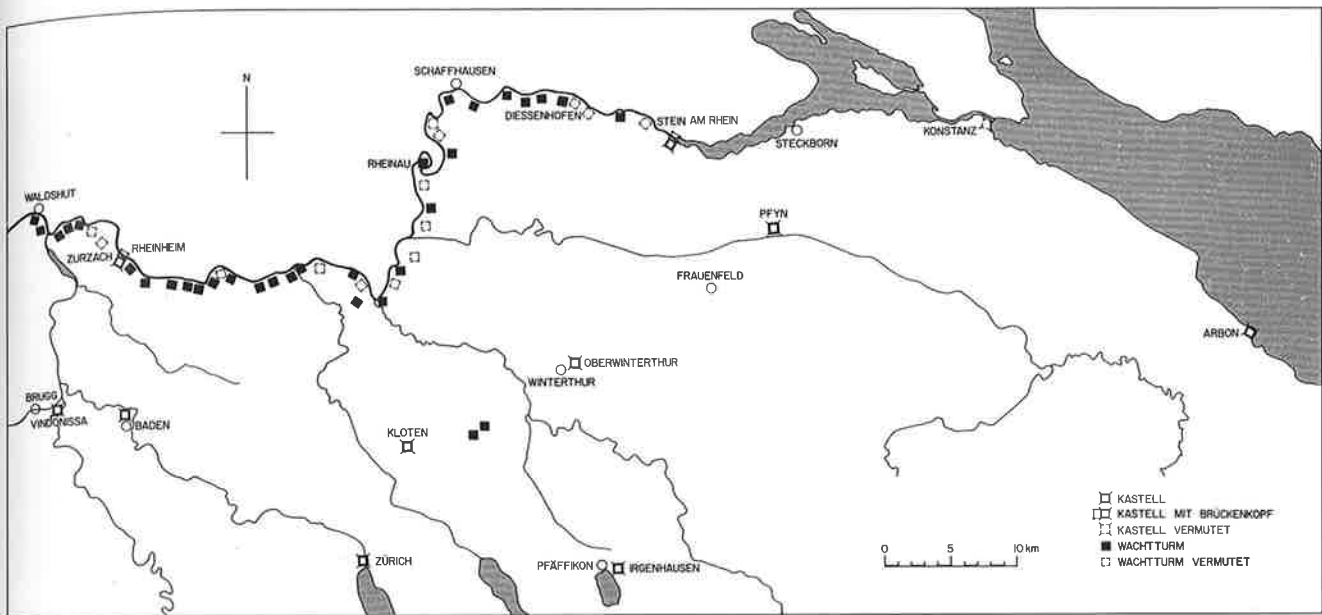 SCHAFFHAUSEN
N
DIESSENHOFEN
STEIN AM RHEIN
STECKBORN
KONSTANZ
RHEINAU
WALDSHUT
PFYN
RHEINHEIM
ZURZACH
FRAUENFELD
ARBON
OBERWINTERTHUR
WINTERTHUR
BRUGG
VINDONISSA
BADEN
KLOTEN
KASTELL
KASTELL MIT BRÜCKENKOPF
KASTELL VERMUTET
WACHTTURM
WACHTTURM VERMUTET
0 5 10 km
ZÜRICH
PFÄFFIKON
IRGENHAUSEN